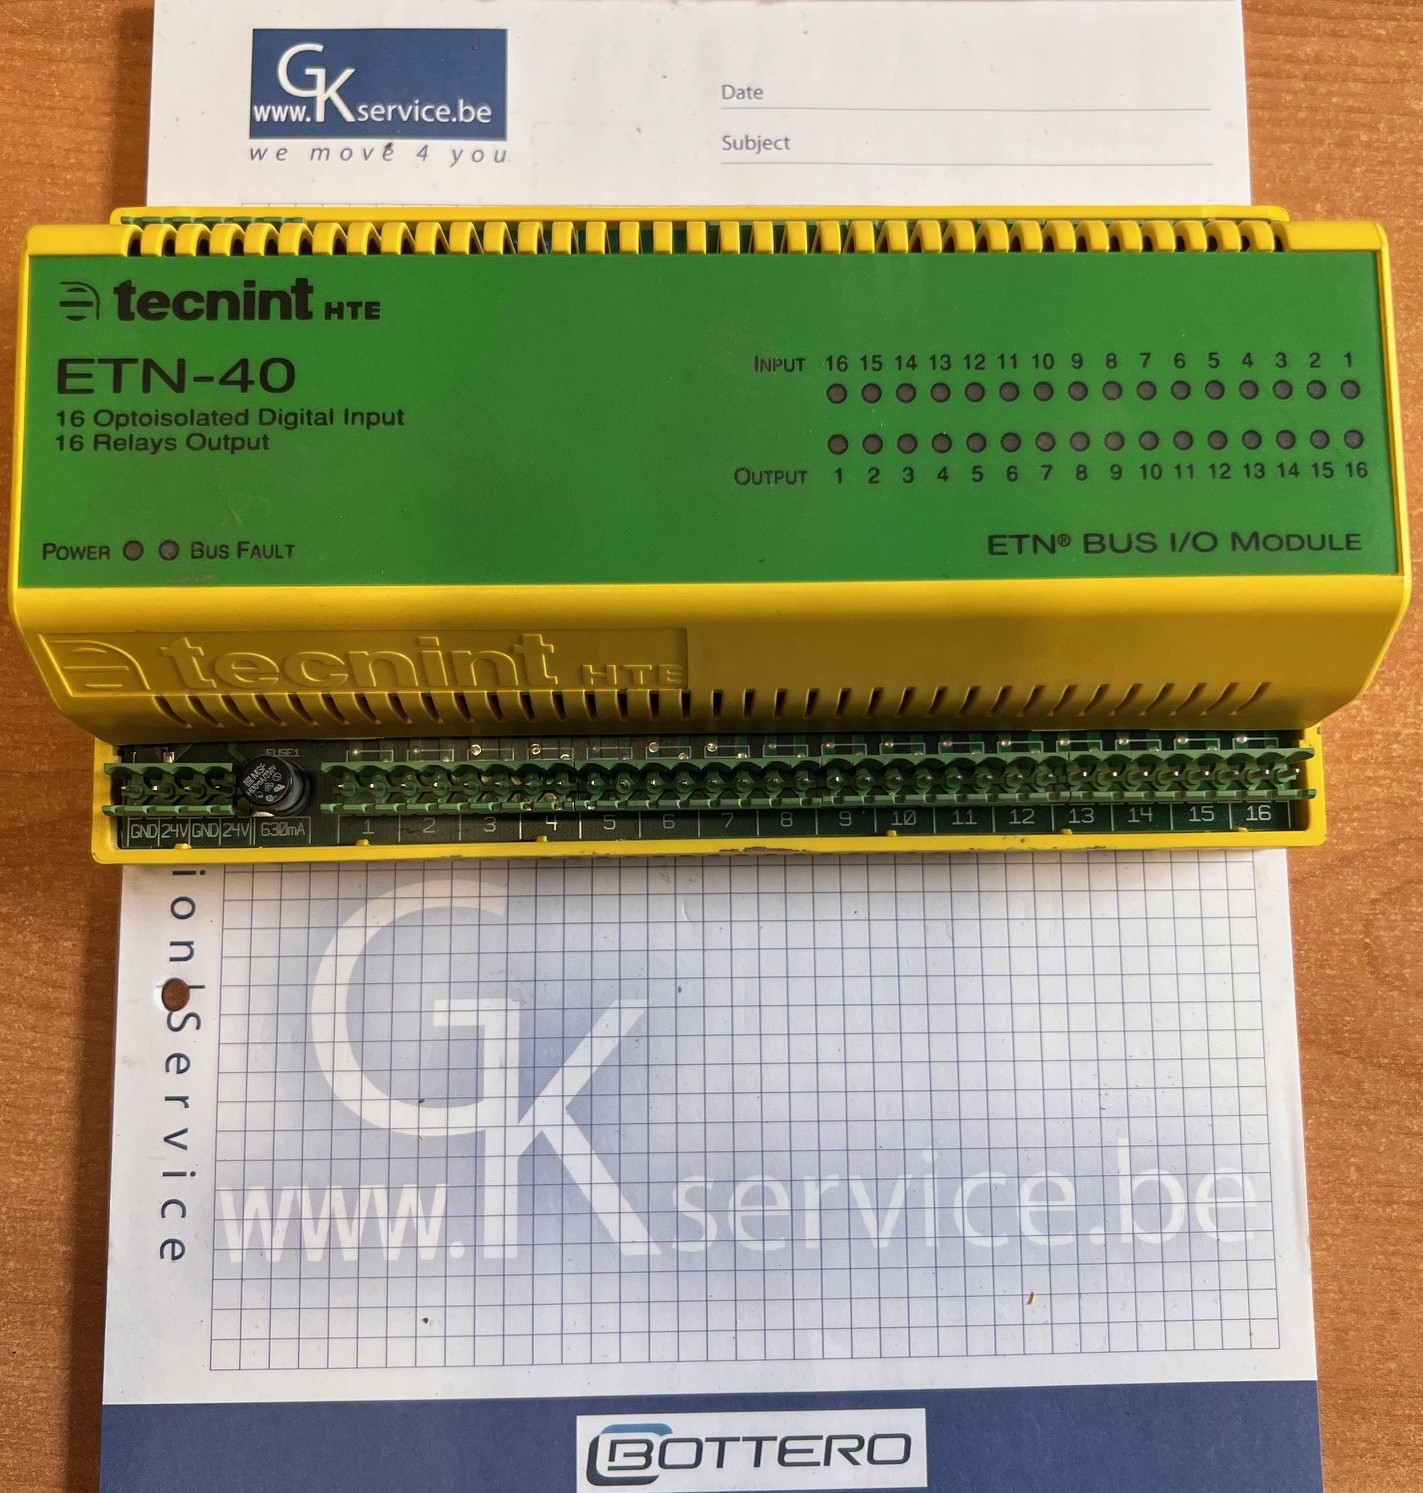 GK
www.Kservice.be
we move 4 you
Date
Subject
tecnint HTE
ETN-40
16 Optoisolated Digital Input
16 Relays Output
INPUT 16 15 14 13 12 11 10 9 8 7 6 5 4 3 2 1
OUTPUT 1 2 3 4 5 6 7 8 9 10 11 12 13 14 15 16
POWER BUS FAULT
ETN® BUS I/O MODULE
tecnint HTE
FUSE1
GND 24V GND 24V 630mA 1 2 3 4 5 6 7 8 9 10 11 12 13 14 15 16
ion | Service
GK
www.Kservice.be
BOTTERO